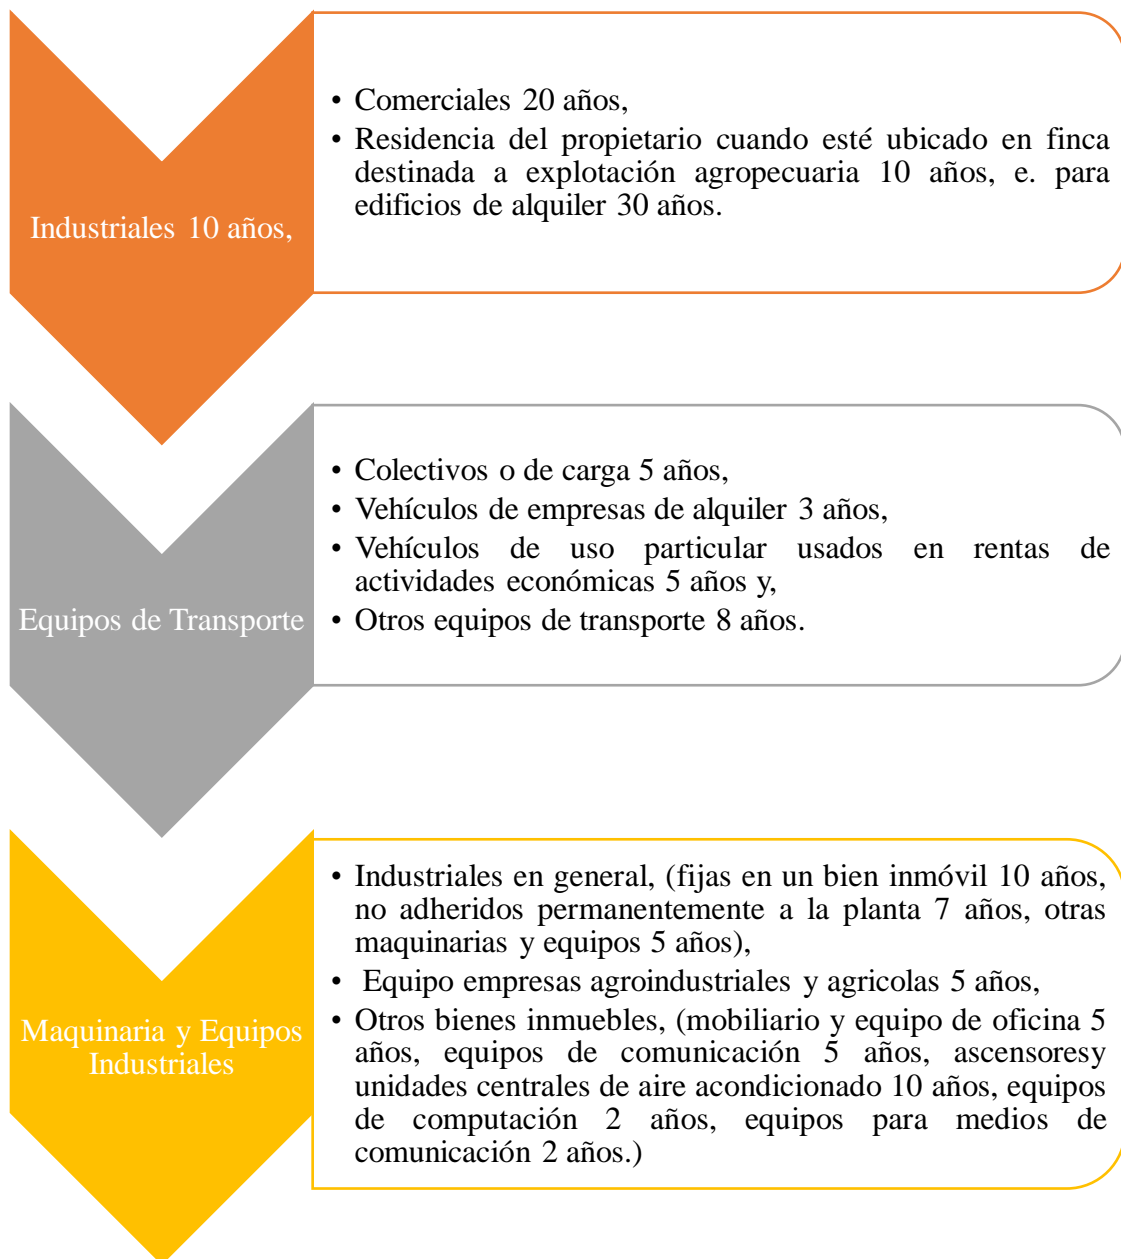 Industriales 10 años,
• Comerciales 20 años,
• Residencia del propietario cuando esté ubicado en finca
destinada a explotación agropecuaria 10 años, e. para
edificios de alquiler 30 años.
Equipos de Transporte
• Colectivos o de carga 5 años,
• Vehículos de empresas de alquiler 3 años,
• Vehículos de uso particular usados en rentas de
actividades económicas 5 años y,
• Otros equipos de transporte 8 años.
Maquinaria y Equipos
Industriales
• Industriales en general, (fijas en un bien inmóvil 10 años,
no adheridos permanentemente a la planta 7 años, otras
maquinarias y equipos 5 años),
• Equipo empresas agroindustriales y agricolas 5 años,
• Otros bienes inmuebles, (mobiliario y equipo de oficina 5
años, equipos de comunicación 5 años, ascensoresy
unidades centrales de aire acondicionado 10 años, equipos
de computación 2 años, equipos para medios de
comunicación 2 años.)